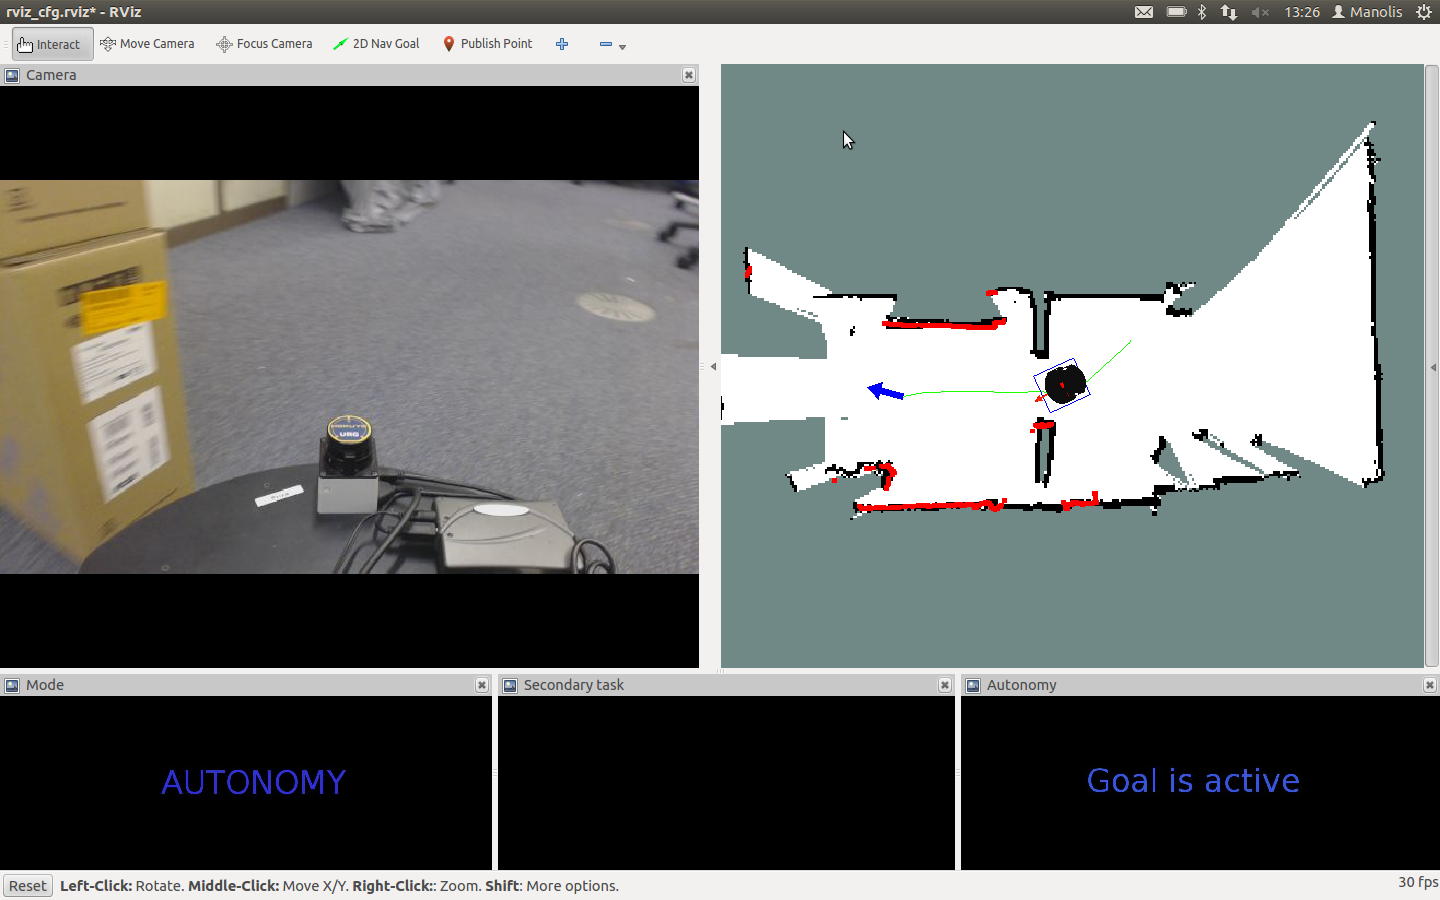 rviz_cfg.rviz* - RViz
13:26 Manolis
Interact Move Camera Focus Camera 2D Nav Goal Publish Point
Camera
URG
Mode
Secondary task
Autonomy
AUTONOMY
Goal is active
Reset Left-Click: Rotate. Middle-Click: Move X/Y. Right-Click:: Zoom. Shift: More options.
30 fps